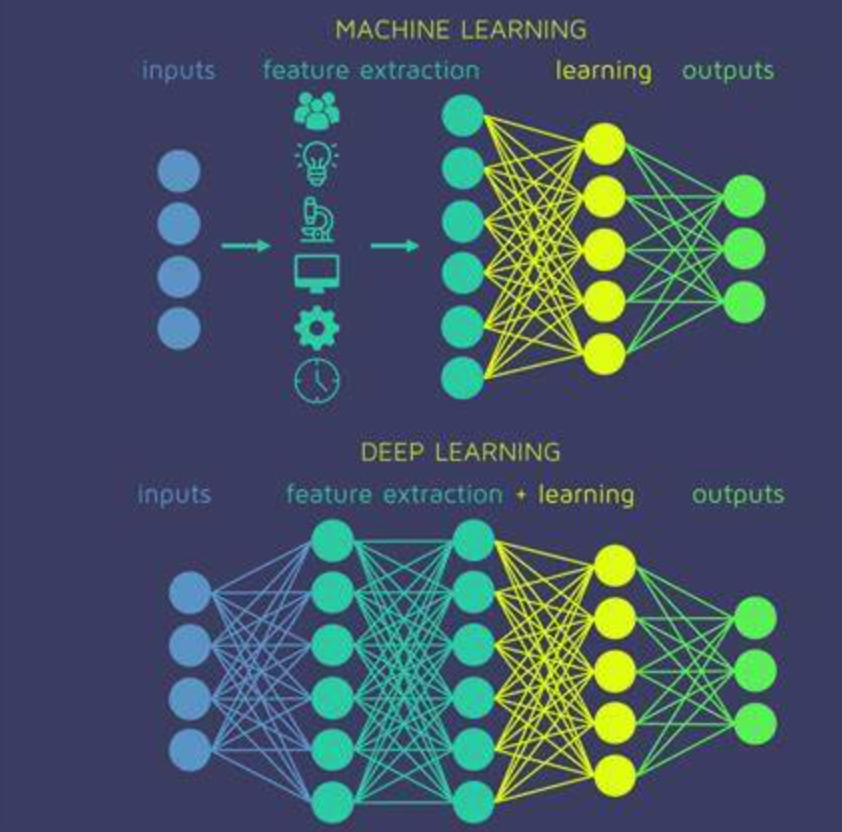 MACHINE LEARNING
inputs feature extraction learning outputs
DEEP LEARNING
inputs feature extraction + learning outputs